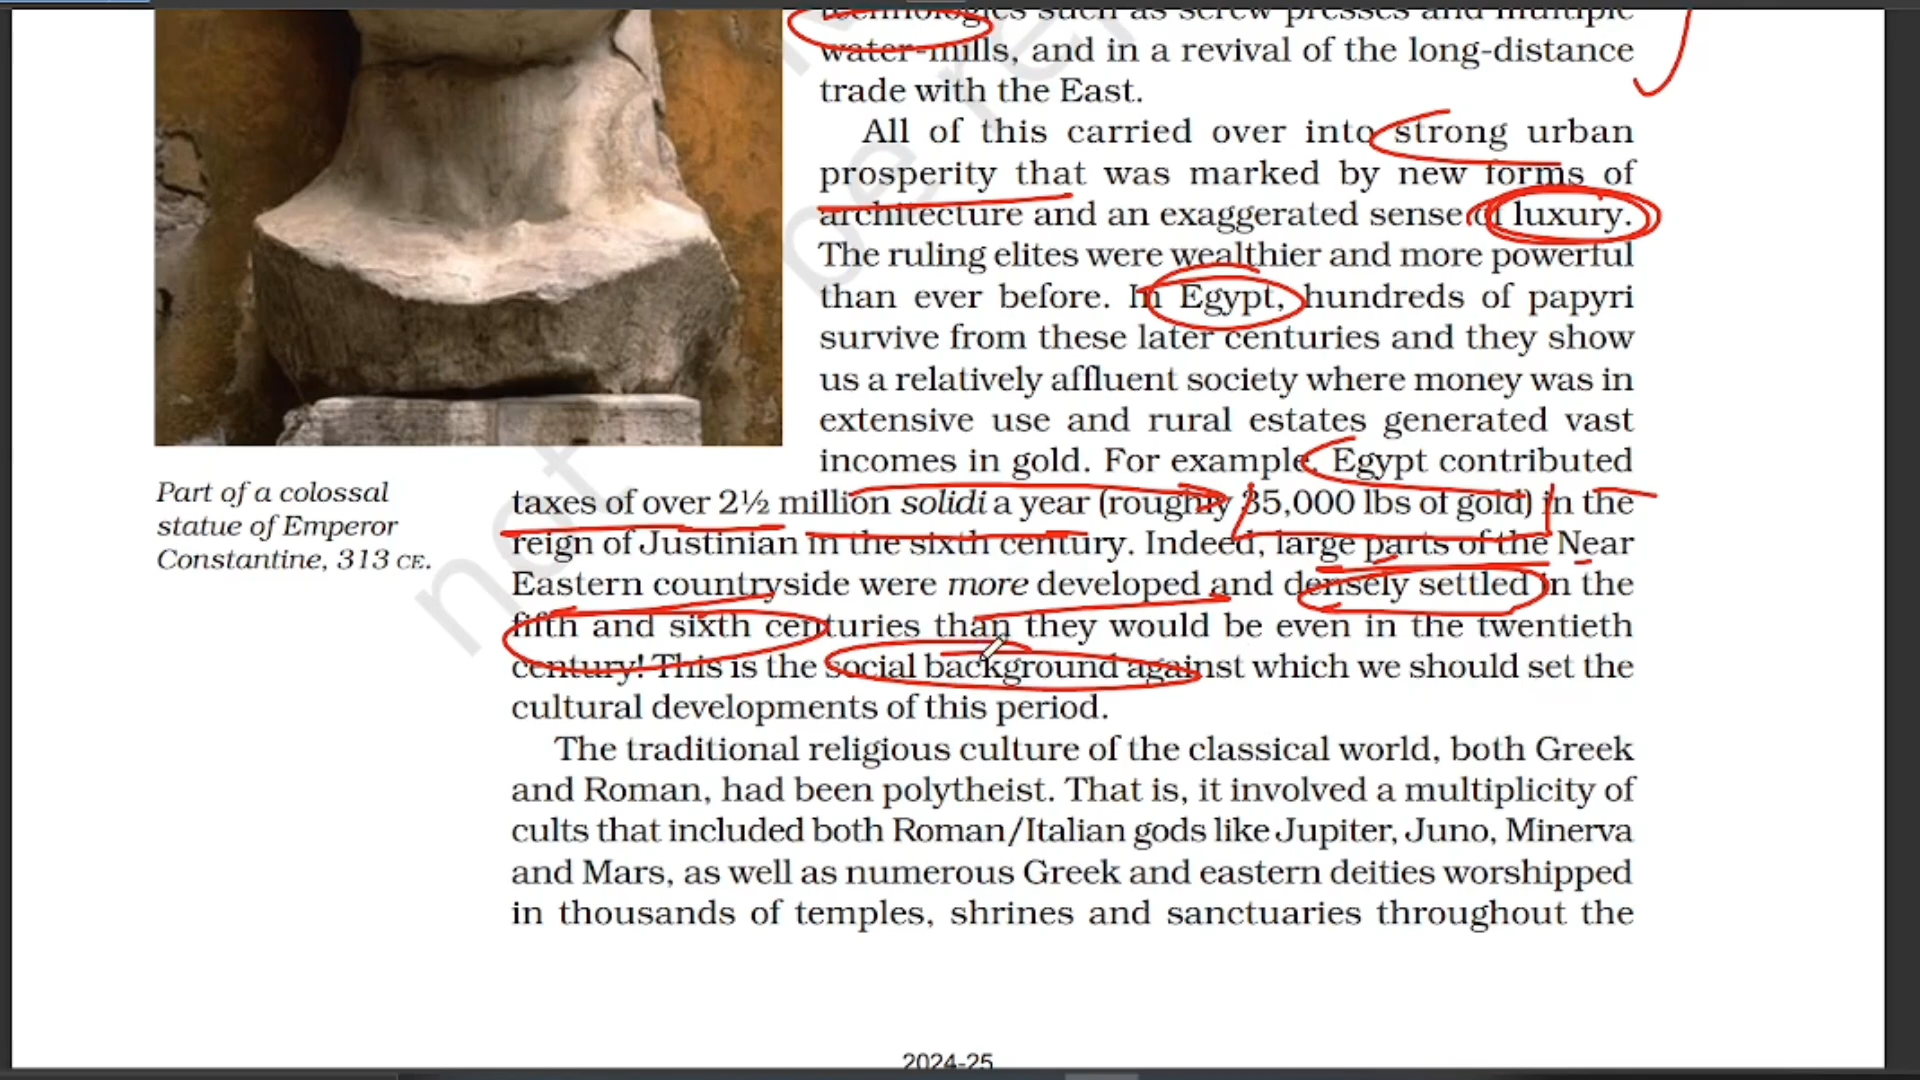 technologies such as screw presses and multiple
water-mills, and in a revival of the long-distance
trade with the East.
All of this carried over into strong urban
prosperity that was marked by new forms of
architecture and an exaggerated sense of luxury.
The ruling elites were wealthier and more powerful
than ever before. In Egypt, hundreds of papyri
survive from these later centuries and they show
us a relatively affluent society where money was in
extensive use and rural estates generated vast
incomes in gold. For example, Egypt contributed
taxes of over 2½ million solidi a year (roughly 35,000 lbs of gold) in the
reign of Justinian in the sixth century. Indeed, large parts of the Near
Eastern countryside were more developed and densely settled in the
fifth and sixth centuries than they would be even in the twentieth
century! This is the social background against which we should set the
cultural developments of this period.
The traditional religious culture of the classical world, both Greek
and Roman, had been polytheist. That is, it involved a multiplicity of
cults that included both Roman/Italian gods like Jupiter, Juno, Minerva
and Mars, as well as numerous Greek and eastern deities worshipped
in thousands of temples, shrines and sanctuaries throughout the
Part of a colossal
statue of Emperor
Constantine, 313 CE.
not
be re
2024-25